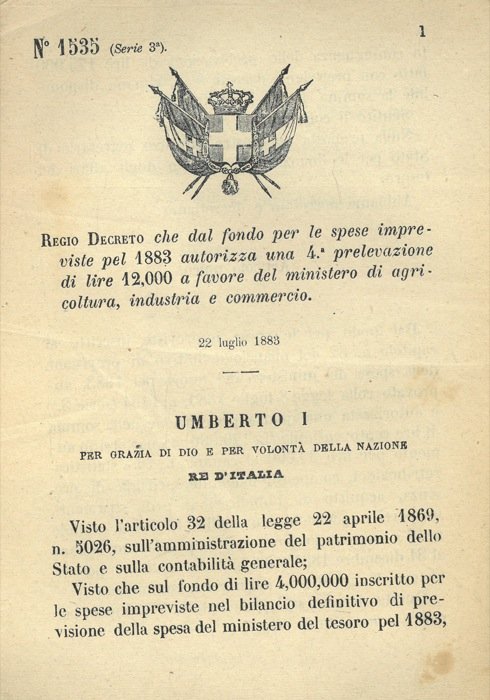 1
Nº 1535 (Serie 3ª).
REGIO DECRETO che dal fondo per le spese impre-
viste pel 1883 autorizza una 4.ª prelevazione
di lire 12,000 a favore del ministero di agri-
coltura, industria e commercio.
22 luglio 1883
UMBERTO I
PER GRAZIA DI DIO E PER VOLONTÀ DELLA NAZIONE
RE D'ITALIA
Visto l'articolo 32 della legge 22 aprile 1869,
n. 5026, sull'amministrazione del patrimonio dello
Stato e sulla contabilità generale;
Visto che sul fondo di lire 4,000,000 inscritto per
le spese impreviste nel bilancio definitivo di pre-
visione della spesa del ministero del tesoro pel 1883,